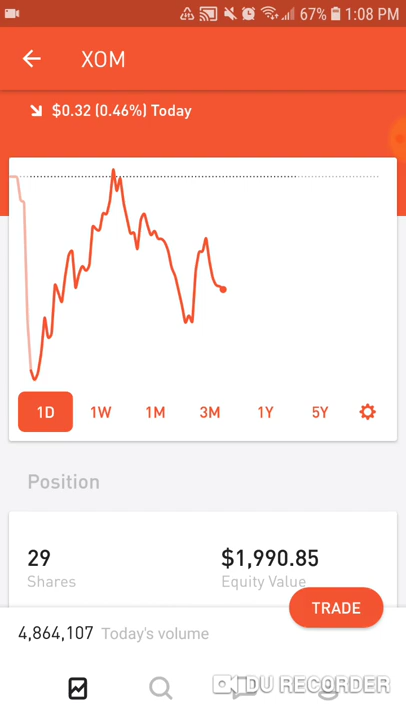 67% 1:08 PM
XOM
$0.32 (0.46%) Today
1D 1W 1M 3M 1Y 5Y
Position
29 $1,990.85
Shares Equity Value
TRADE
4,864,107 Today's volume
DU RECORDER